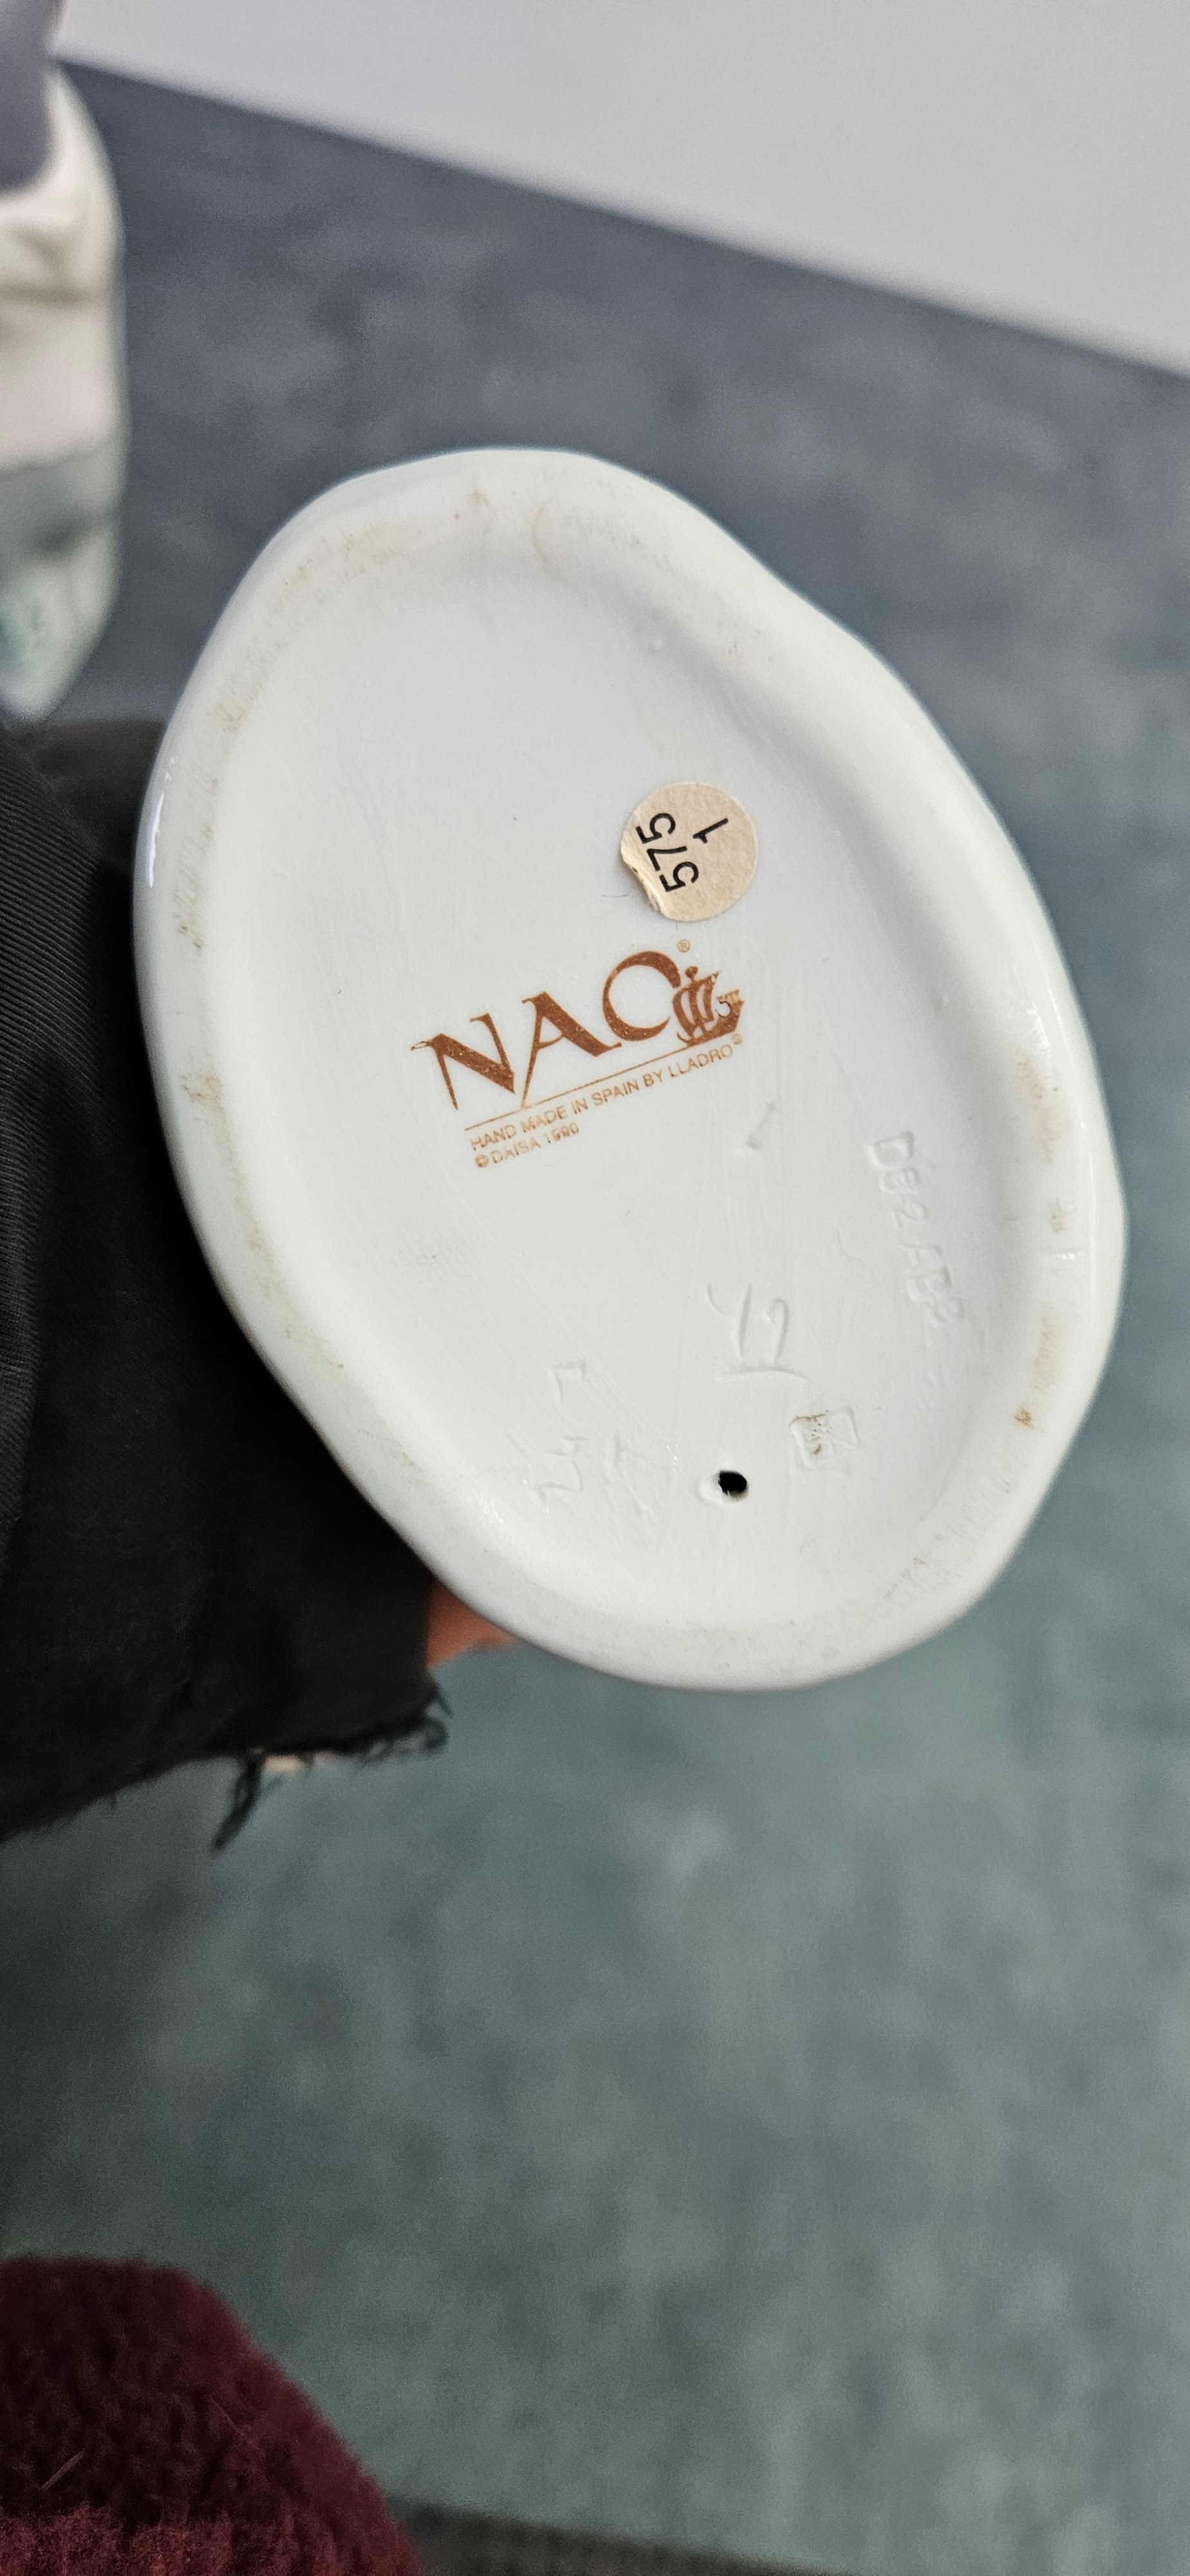 575
1
NAO®
HAND MADE IN SPAIN BY LLADRO®
© DAISA 1990